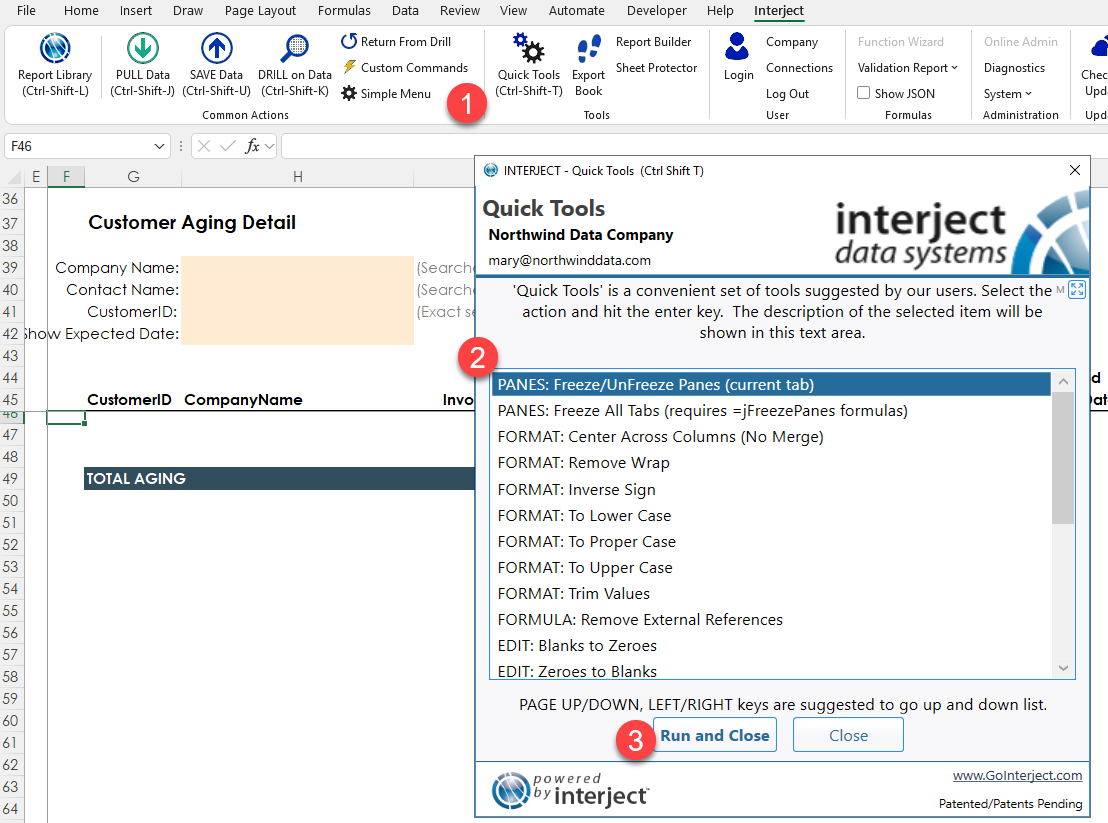 File Home Insert Draw Page Layout Formulas Data Review View Automate Developer Help Interject
Return From Drill Report Builder Company Function Wizard Online Admin
Custom Commands Sheet Protector Connections Validation Report Diagnostics
Report Library PULL Data SAVE Data DRILL on Data Quick Tools Export Login
(Ctrl-Shift-L) (Ctrl-Shift-J) (Ctrl-Shift-U) (Ctrl-Shift-K) Simple Menu (Ctrl-Shift-T) Book Log Out Show JSON System
1
Common Actions Tools User Formulas Administration
F46 fx
E F G H
36
37 Customer Aging Detail
38
39 Company Name:
40 Contact Name:
41 CustomerID: (Exact
42 how Expected Date:
43
44
45 CustomerID CompanyName
46
47
48
49 TOTAL AGING
50
51
52
53
54
55
56
57
58
59
60
61
62
63
64
INTERJECT - Quick Tools (Ctrl Shift T)
Quick Tools
Northwind Data Company
mary@northwinddata.com
interject
data systems
'Quick Tools' is a convenient set of tools suggested by our users. Select the M
action and hit the enter key. The description of the selected item will be
shown in this text area.
2
PANES: Freeze/UnFreeze Panes (current tab)
PANES: Freeze All Tabs (requires =jFreezePanes formulas)
FORMAT: Center Across Columns (No Merge)
FORMAT: Remove Wrap
FORMAT: Inverse Sign
FORMAT: To Lower Case
FORMAT: To Proper Case
FORMAT: To Upper Case
FORMAT: Trim Values
FORMULA: Remove External References
EDIT: Blanks to Zeroes
EDIT: Zeroes to Blanks
PAGE UP/DOWN, LEFT/RIGHT keys are suggested to go up and down list.
3
Run and Close Close
powered
by interject
www.GoInterject.com
Patented/Patents Pending